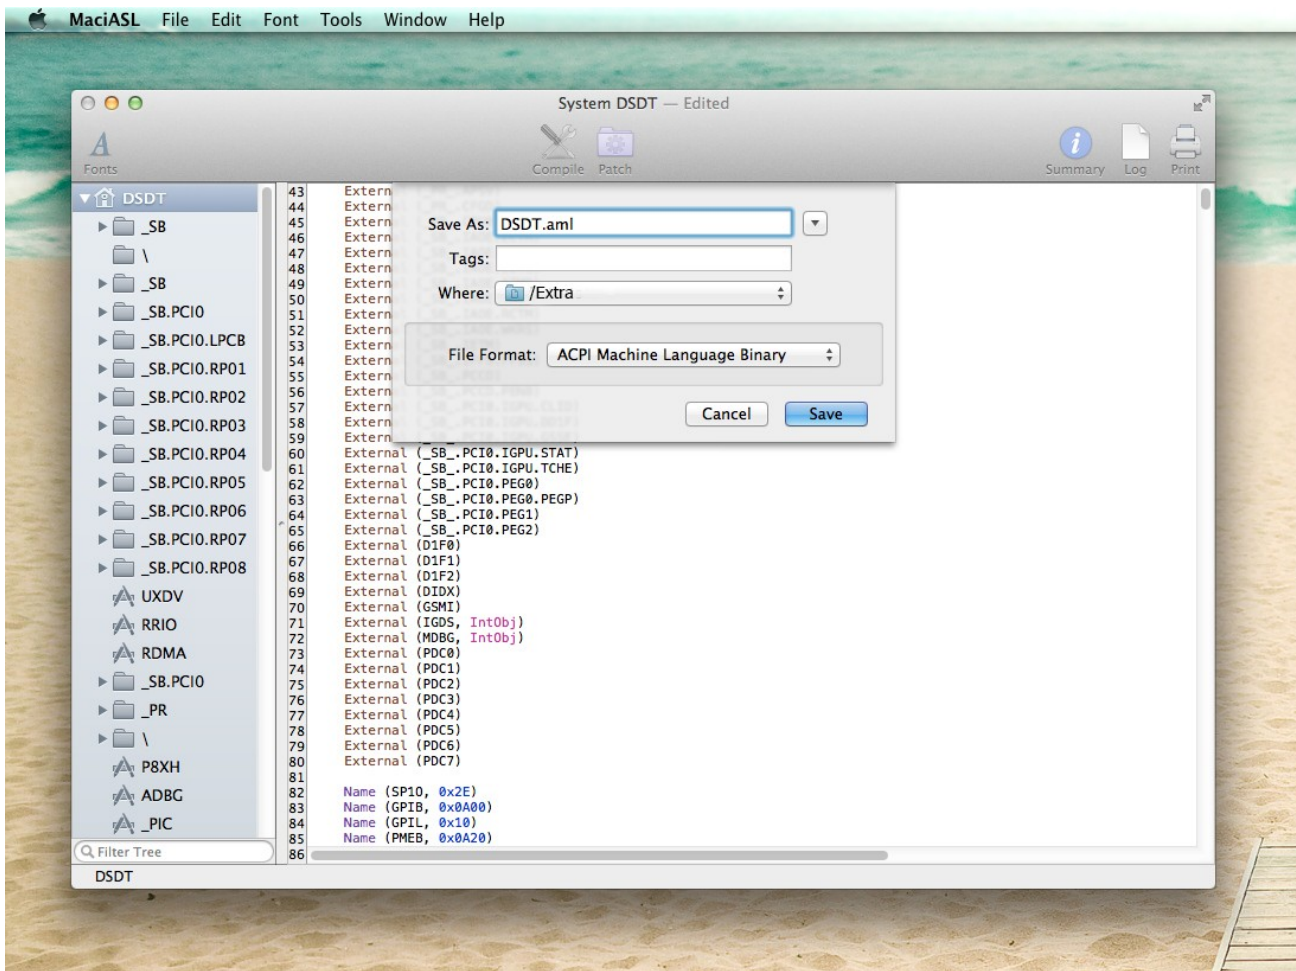 MaciASL File Edit Font Tools Window Help
System DSDT — Edited
Fonts
Compile Patch
Summary Log Print
DSDT
_SB
\
_SB
_SB.PCI0
_SB.PCI0.LPCB
_SB.PCI0.RP01
_SB.PCI0.RP02
_SB.PCI0.RP03
_SB.PCI0.RP04
_SB.PCI0.RP05
_SB.PCI0.RP06
_SB.PCI0.RP07
_SB.PCI0.RP08
UXDV
RRIO
RDMA
_SB.PCI0
_PR
\
P8XH
ADBG
_PIC
Filter Tree
DSDT
Save As: DSDT.aml
Tags:
Where: /Extra
File Format: ACPI Machine Language Binary
Cancel Save
43 Extern
44 Extern
45 Extern
46 Extern
47 Extern
48 Extern
49 Extern
50 Extern
51 Extern
52 Extern
53 Extern
54 Extern
55 Extern
56 Extern
57 Extern
58 Extern
59 Extern
60 External (_SB_.PCI0.IGPU.STAT)
61 External (_SB_.PCI0.IGPU.TCHE)
62 External (_SB_.PCI0.PEG0)
63 External (_SB_.PCI0.PEG0.PEGP)
64 External (_SB_.PCI0.PEG1)
65 External (_SB_.PCI0.PEG2)
66 External (D1F0)
67 External (D1F1)
68 External (D1F2)
69 External (DIDX)
70 External (GSMI)
71 External (IGDS, IntObj)
72 External (MDBG, IntObj)
73 External (PDC0)
74 External (PDC1)
75 External (PDC2)
76 External (PDC3)
77 External (PDC4)
78 External (PDC5)
79 External (PDC6)
80 External (PDC7)
81
82 Name (SP1O, 0x2E)
83 Name (GPIB, 0x0A00)
84 Name (GPIL, 0x10)
85 Name (PMEB, 0x0A20)
86